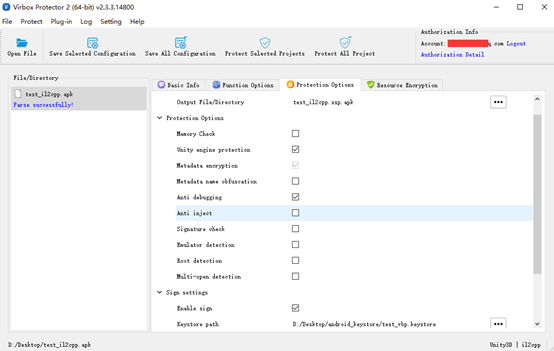 Virbox Protector 2 (64-bit) v2.3.3.14800
File Protect Plug-in Log Setting Help
Open File Save Selected Configuration Save All Configuration Protect Selected Projects Protect All Project
Authorization Info
Account: q.com Logout
Authorization Detail
File/Directory
test_il2cpp.apk
Parse successfully!
Basic Info Function Options Protection Options Resource Encryption
Output File/Directory test_il2cpp.ssp.apk ...
Protection Options
Memory Check
Unity engine protection
Metadata encryption
Metadata name obfuscation
Anti debugging
Anti inject
Signature check
Emulator detection
Root detection
Multi-open detection
Sign settings
Enable sign
Keystore path D:/Desktop/android_keystore/test_vbp.keystore ...
D:/Desktop/test_il2cpp.apk Unity3D | il2cpp